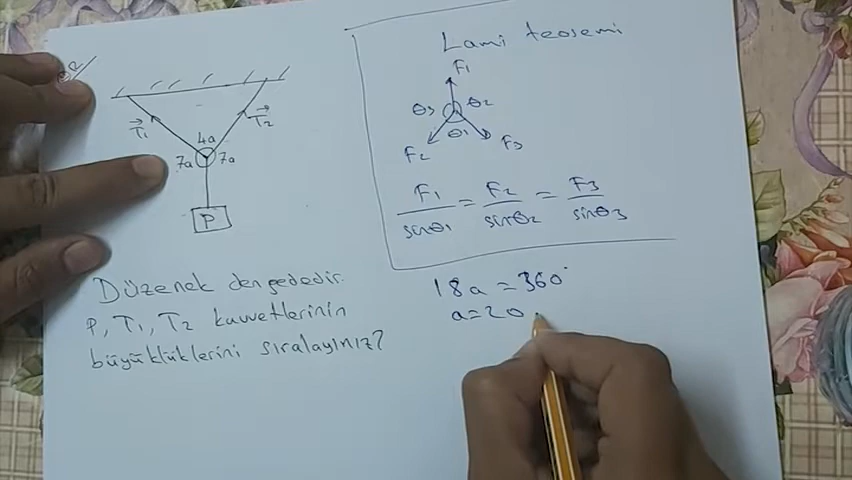 ÖR/
T1
T2
4a
7a
7a
P
Düzenek dengededir.
P, T1, T2 kuvvetlerinin
büyüklüklerini sıralayınız?
Lami teoremi
F1
θ3
θ2
θ1
F2
F3
F1/sinθ1 = F2/sinθ2 = F3/sinθ3
18a = 360°
a = 20